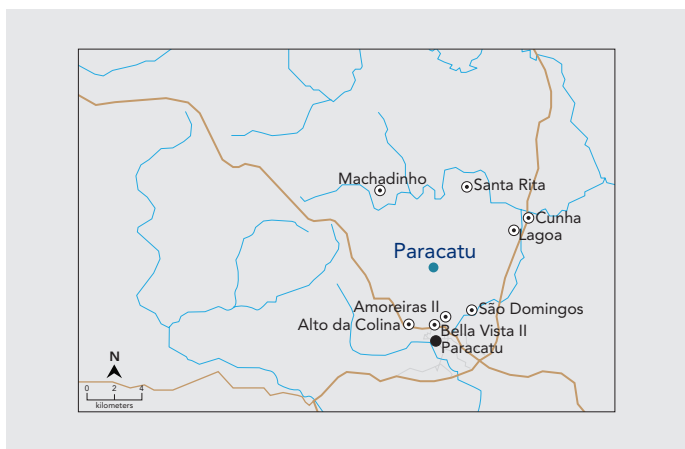 Machadinho
Santa Rita
Cunha
Lagoa
Paracatu
Amoreiras II
São Domingos
Alto da Colina
Bella Vista II
Paracatu
N
0 2 4
kilometers